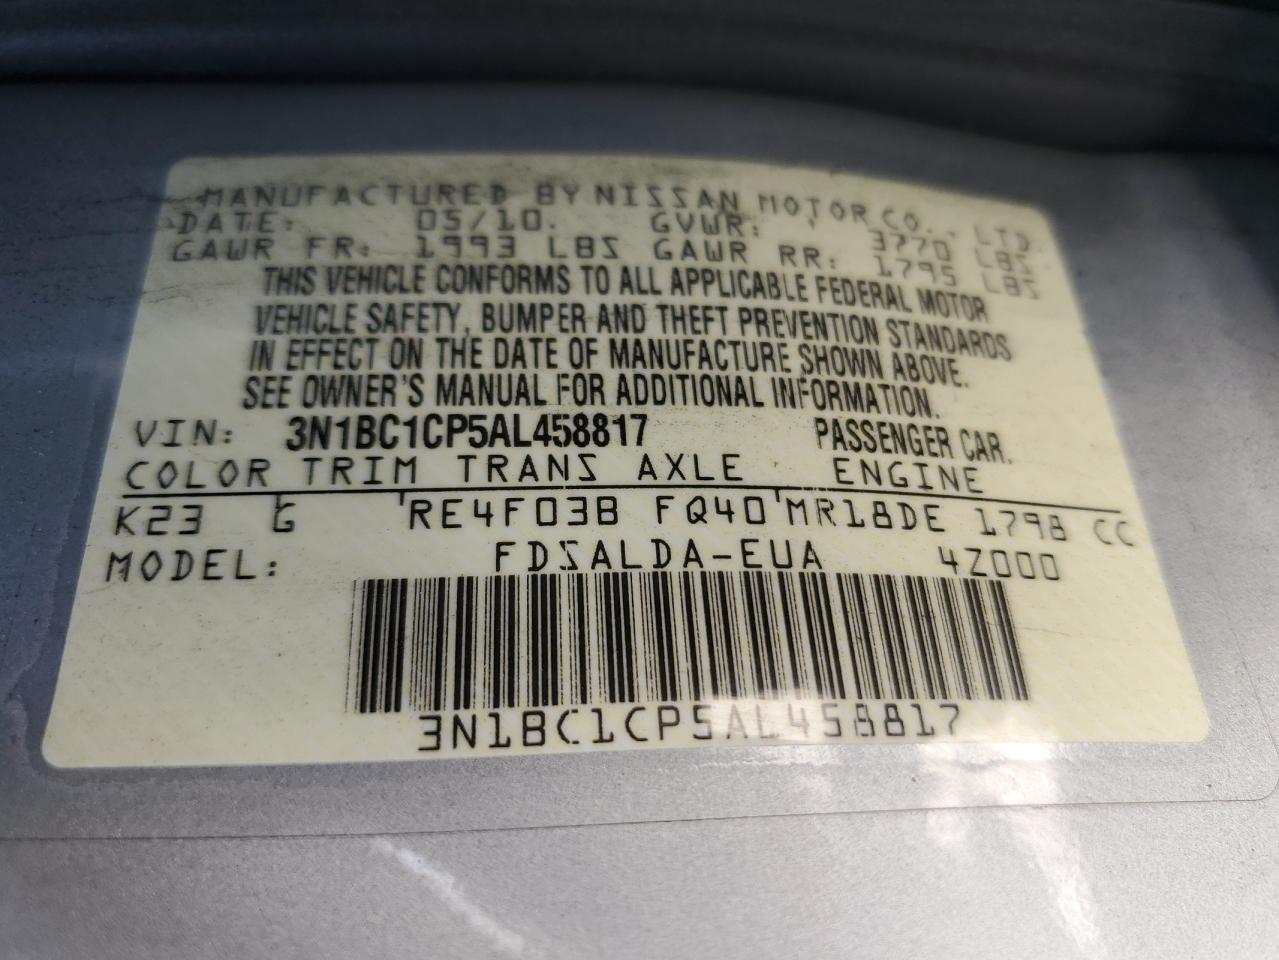 MANUFACTURED BY NISSAN MOTOR CO., LTD.
DATE: 05/10. GVWR: 3770 LBS
GAWR FR: 1993 LBS GAWR RR: 1795 LBS
THIS VEHICLE CONFORMS TO ALL APPLICABLE FEDERAL MOTOR
VEHICLE SAFETY, BUMPER AND THEFT PREVENTION STANDARDS
IN EFFECT ON THE DATE OF MANUFACTURE SHOWN ABOVE.
SEE OWNER'S MANUAL FOR ADDITIONAL INFORMATION.
VIN: 3N1BC1CP5AL458817 PASSENGER CAR.
COLOR TRIM TRANS AXLE ENGINE
K23 G RE4F03B FQ40 MR18DE 1798 CC
MODEL: FDSALDA-EUA 4Z000
3N1BC1CP5AL458817